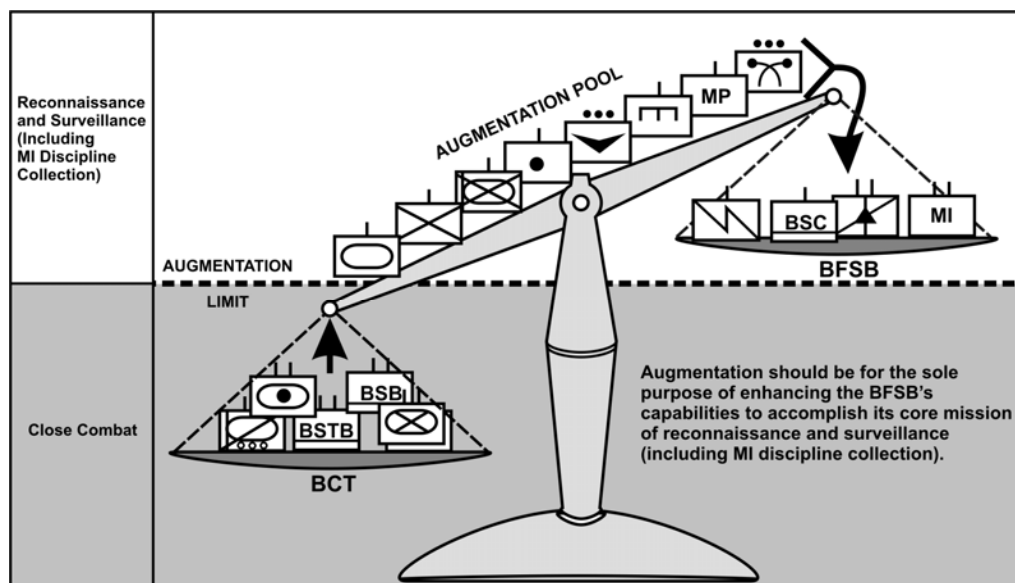 Reconnaissance
and Surveillance
(Including
MI Discipline
Collection)
AUGMENTATION POOL
MP
BSC
MI
BFSB
AUGMENTATION
LIMIT
Close Combat
BSB
BSTB
BCT
Augmentation should be for the sole
purpose of enhancing the BFSB's
capabilities to accomplish its core mission
of reconnaissance and surveillance
(including MI discipline collection).